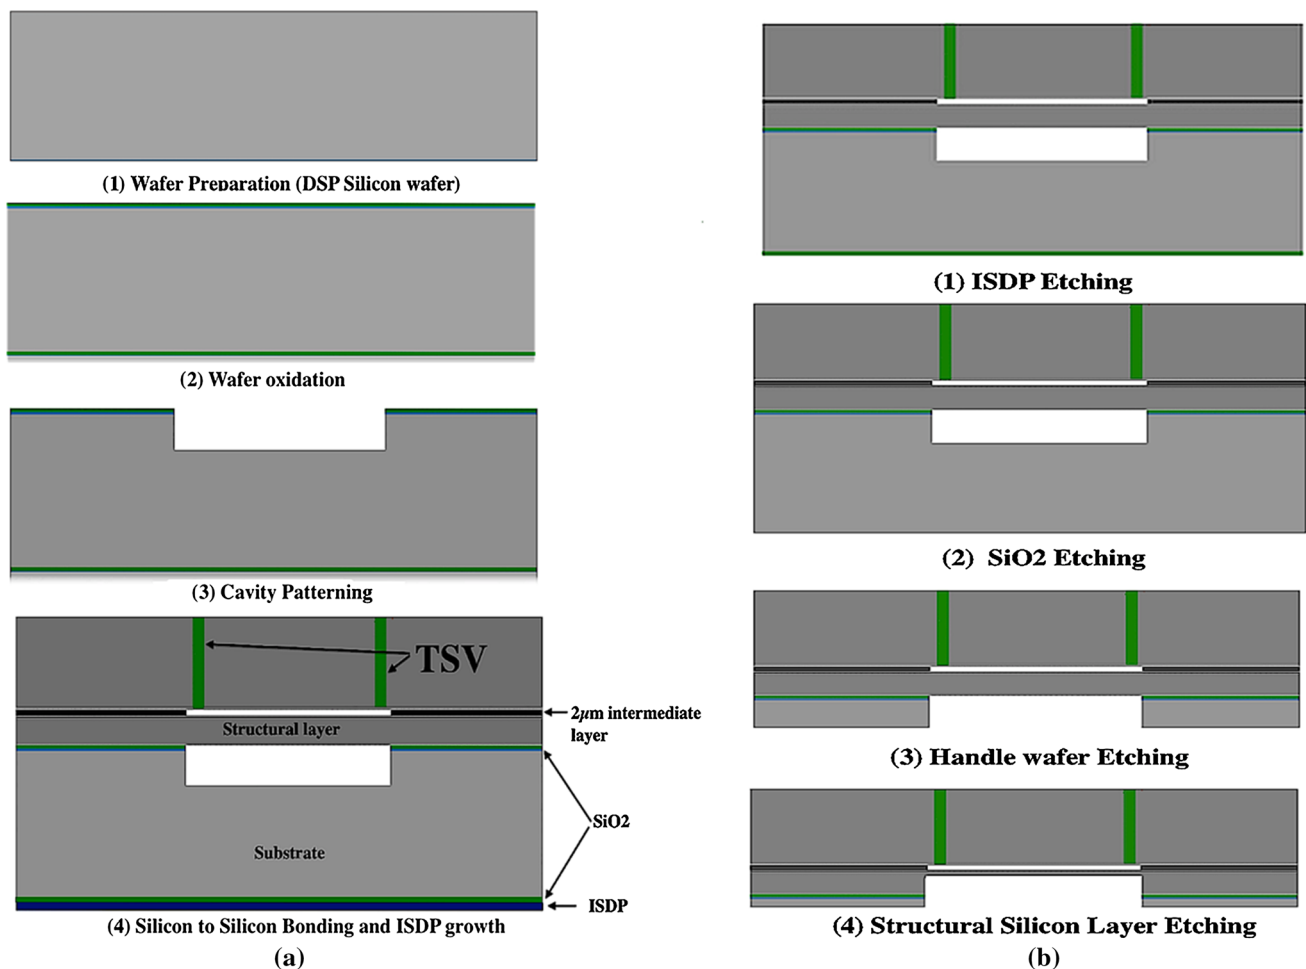 (1) Wafer Preparation (DSP Silicon wafer)
(2) Wafer oxidation
(3) Cavity Patterning
TSV
2µm intermediate
layer
Structural layer
SiO2
Substrate
ISDP
(4) Silicon to Silicon Bonding and ISDP growth
(a)
(1) ISDP Etching
(2) SiO2 Etching
(3) Handle wafer Etching
(4) Structural Silicon Layer Etching
(b)